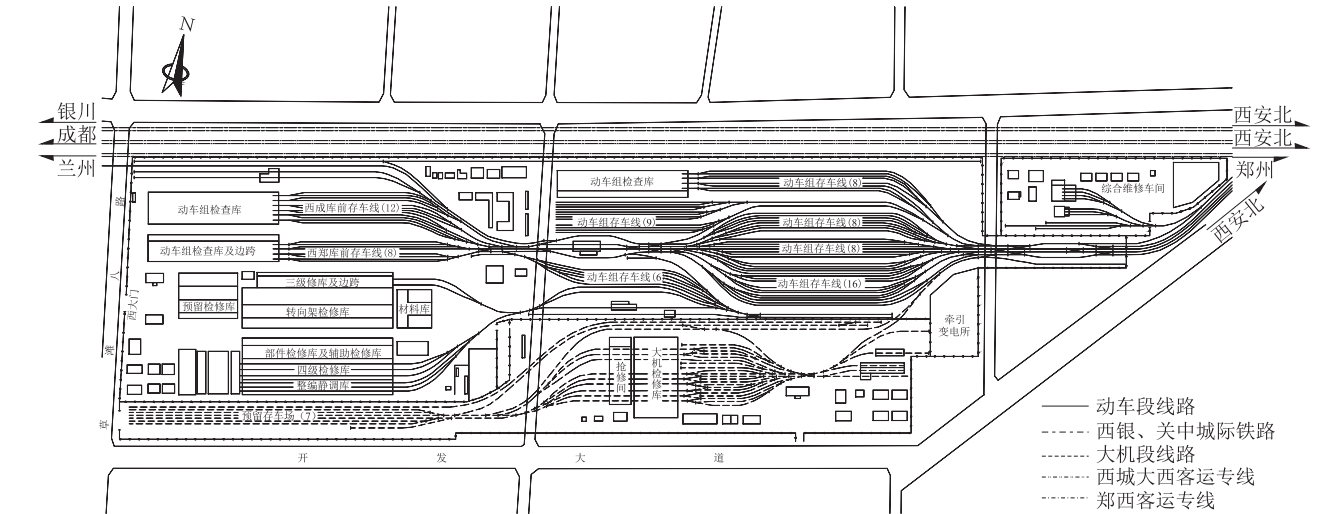 N
银川
成都
兰州
西安北
西安北
郑州
西安北
动车组检查库
西成库前存车线(12)
动车组检查库及边跨
西郑库前存车线(8)
动车组检查库
动车组存车线(8)
动车组存车线(9)
动车组存车线(8)
动车组存车线(8)
动车组存车线(6
动车组存车线(16)
综合维修车间
西大门
预留检修库
三级修库及边跨
转向架检修库
材料库
部件检修库及辅助检修库
四级检修库
整编静调库
抢修间
大机检修库
牵引
变电所
预留存车场(7)
草滩八路
开发大道
动车段线路
西银、关中城际铁路
大机段线路
西城大西客运专线
郑西客运专线